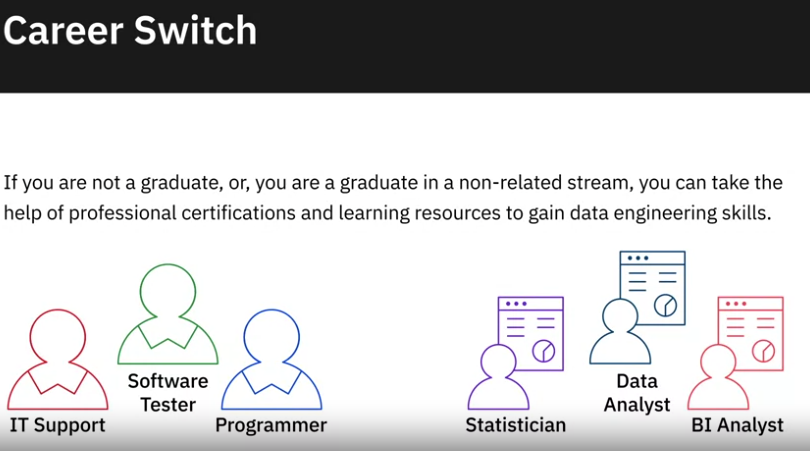 Career Switch
If you are not a graduate, or, you are a graduate in a non-related stream, you can take the
help of professional certifications and learning resources to gain data engineering skills.
IT Support
Software
Tester
Programmer
Statistician
Data
Analyst
BI Analyst